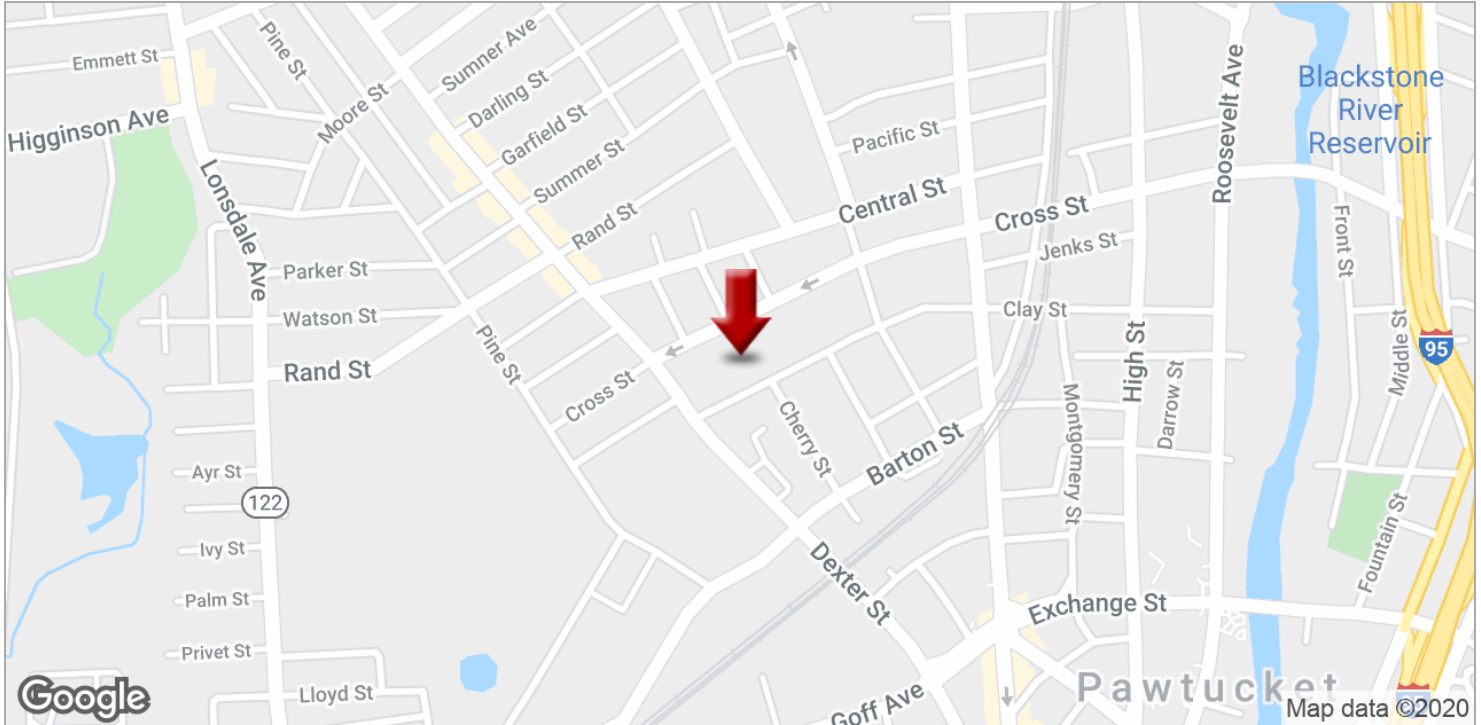 Emmett St
Pine St
Sumner Ave
Darling St
Moore St
Higginson Ave
Garfield St
Summer St
Lonsdale Ave
Rand St
Pacific St
Central St
Cross St
Jenks St
Roosevelt Ave
Blackstone
River
Reservoir
Front St
Parker St
Watson St
Rand St
Pine St
Cross St
Clay St
High St
Darrow St
Middle St
95
Cherry St
Barton St
Montgomery St
Fountain St
Ayr St
122
Ivy St
Palm St
Privet St
Lloyd St
Dexter St
Exchange St
Goff Ave
Pawtucket
Google
Map data ©2020